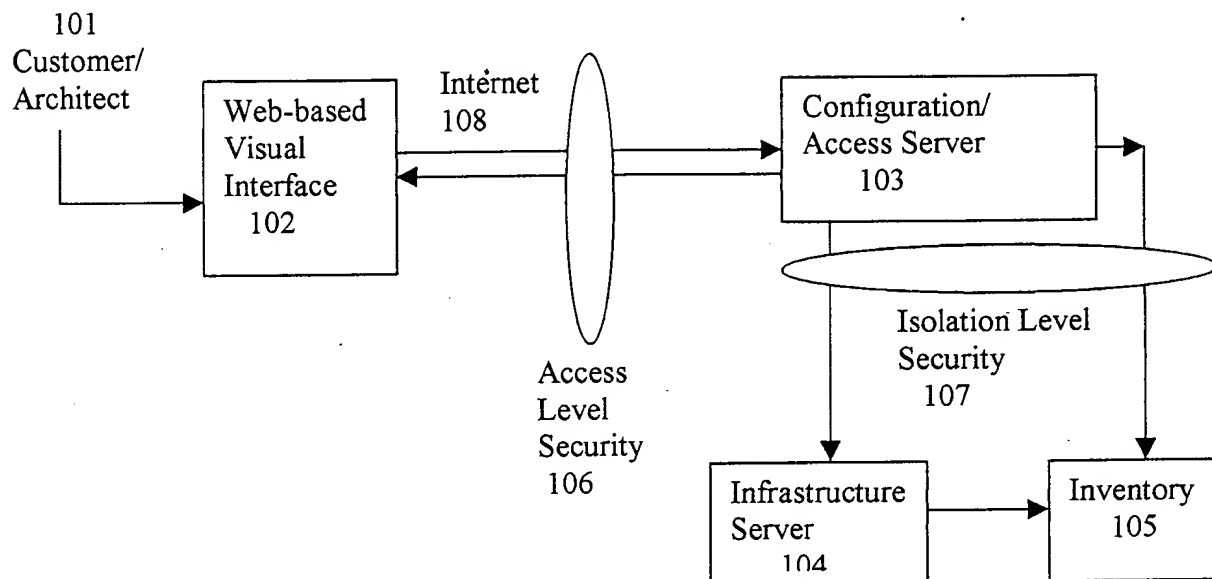 101
Customer/
Architect
Web-based
Visual
Interface
102
Internet
108
Configuration/
Access Server
103
Access
Level
Security
106
Isolation Level
Security
107
Infrastructure
Server
104
Inventory
105